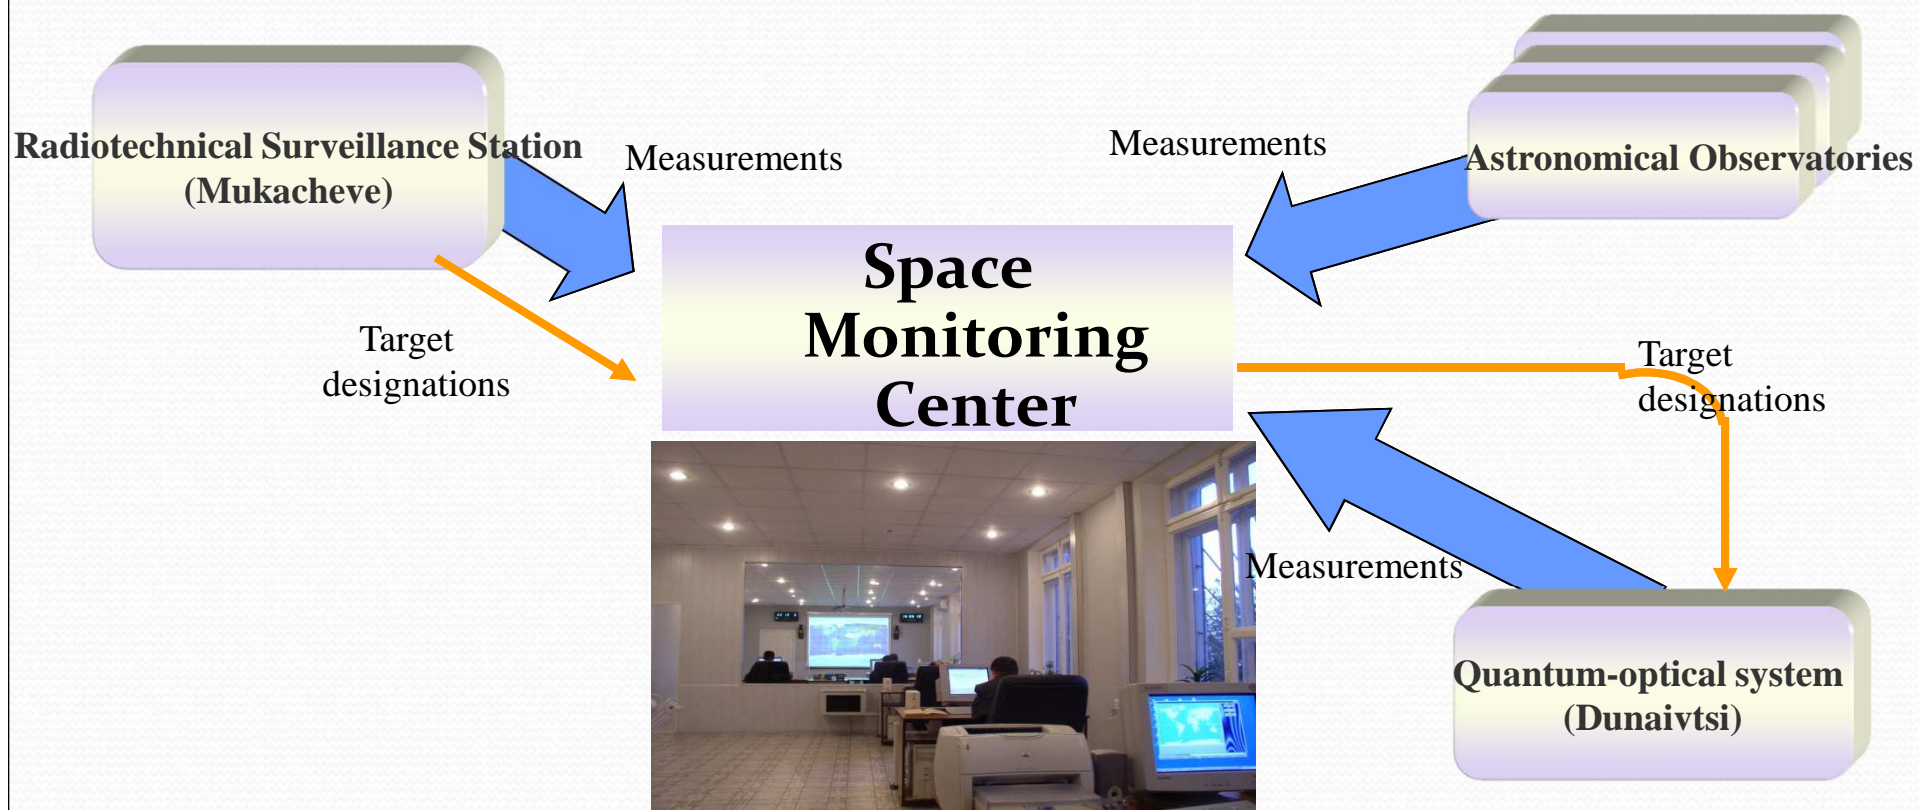 Radiotechnical Surveillance Station
(Mukacheve)
Measurements
Measurements
Astronomical Observatories
Space
Monitoring
Center
Target
designations
Target
designations
Measurements
Quantum-optical system
(Dunaivtsi)